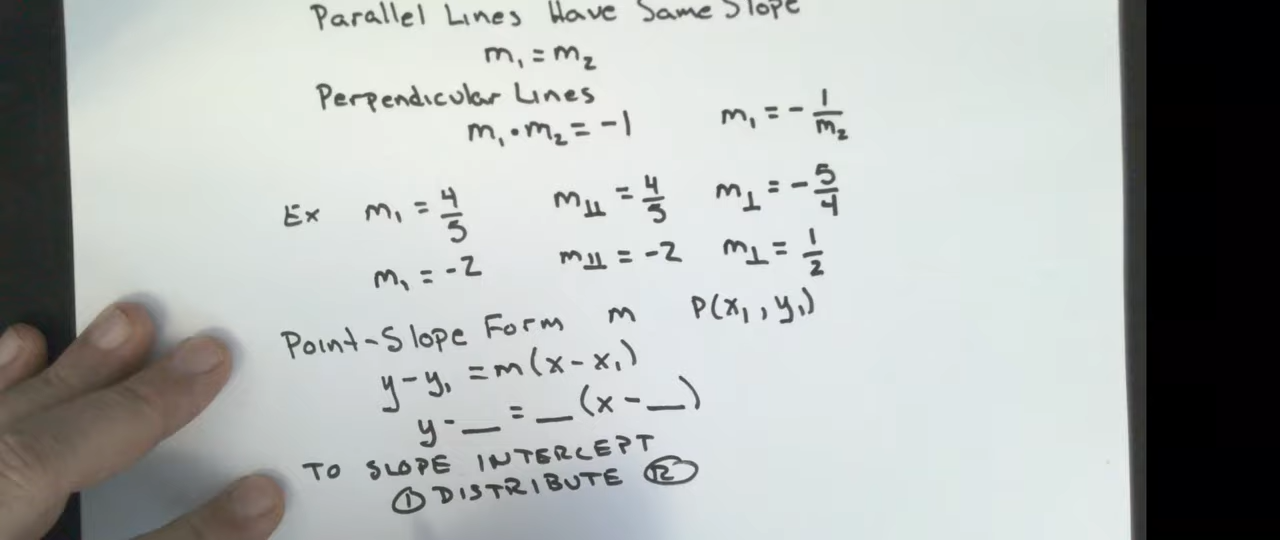 Parallel Lines Have Same Slope
m₁ = m₂
Perpendicular Lines
m₁ • m₂ = -1 m₁ = - 1/m₂
Ex m₁ = 4/5 m⊥⊥ = 4/5 m⊥ = - 5/4
m₁ = -2 m⊥⊥ = -2 m⊥ = 1/2
Point-Slope Form m P(x₁, y₁)
y - y₁ = m(x - x₁)
y - __ = __(x - __)
TO SLOPE INTERCEPT
① DISTRIBUTE